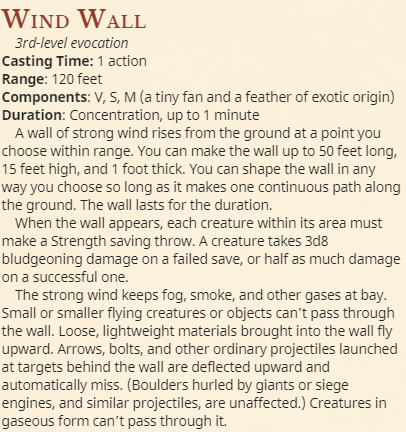 Wind Wall
3rd-level evocation
Casting Time: 1 action
Range: 120 feet
Components: V, S, M (a tiny fan and a feather of exotic origin)
Duration: Concentration, up to 1 minute
A wall of strong wind rises from the ground at a point you
choose within range. You can make the wall up to 50 feet long,
15 feet high, and 1 foot thick. You can shape the wall in any
way you choose so long as it makes one continuous path along
the ground. The wall lasts for the duration.
When the wall appears, each creature within its area must
make a Strength saving throw. A creature takes 3d8
bludgeoning damage on a failed save, or half as much damage
on a successful one.
The strong wind keeps fog, smoke, and other gases at bay.
Small or smaller flying creatures or objects can't pass through
the wall. Loose, lightweight materials brought into the wall fly
upward. Arrows, bolts, and other ordinary projectiles launched
at targets behind the wall are deflected upward and
automatically miss. (Boulders hurled by giants or siege
engines, and similar projectiles, are unaffected.) Creatures in
gaseous form can't pass through it.